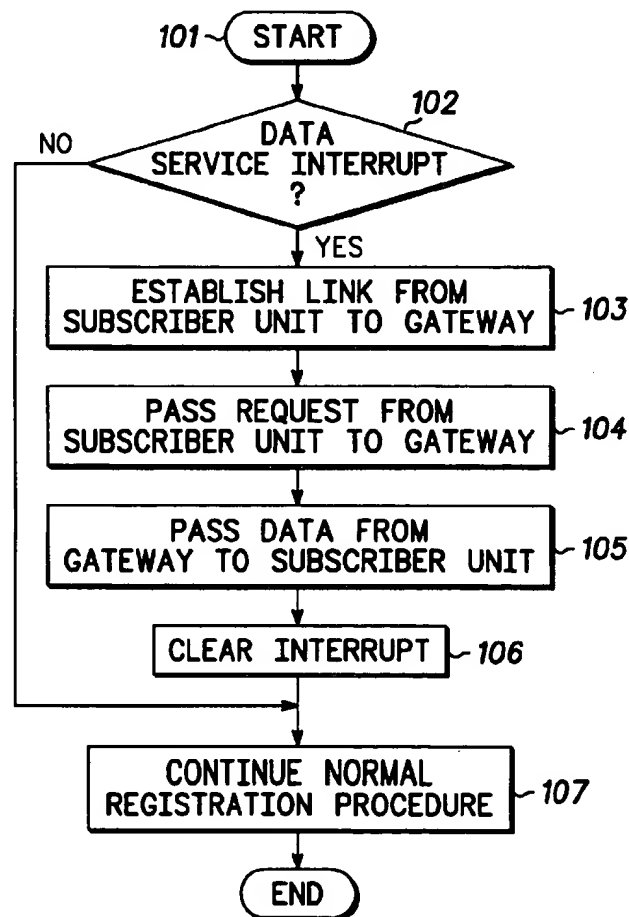 101 START
102
DATA
NO SERVICE INTERRUPT
?
YES
ESTABLISH LINK FROM
SUBSCRIBER UNIT TO GATEWAY 103
PASS REQUEST FROM
SUBSCRIBER UNIT TO GATEWAY 104
PASS DATA FROM
GATEWAY TO SUBSCRIBER UNIT 105
CLEAR INTERRUPT 106
CONTINUE NORMAL
REGISTRATION PROCEDURE 107
END